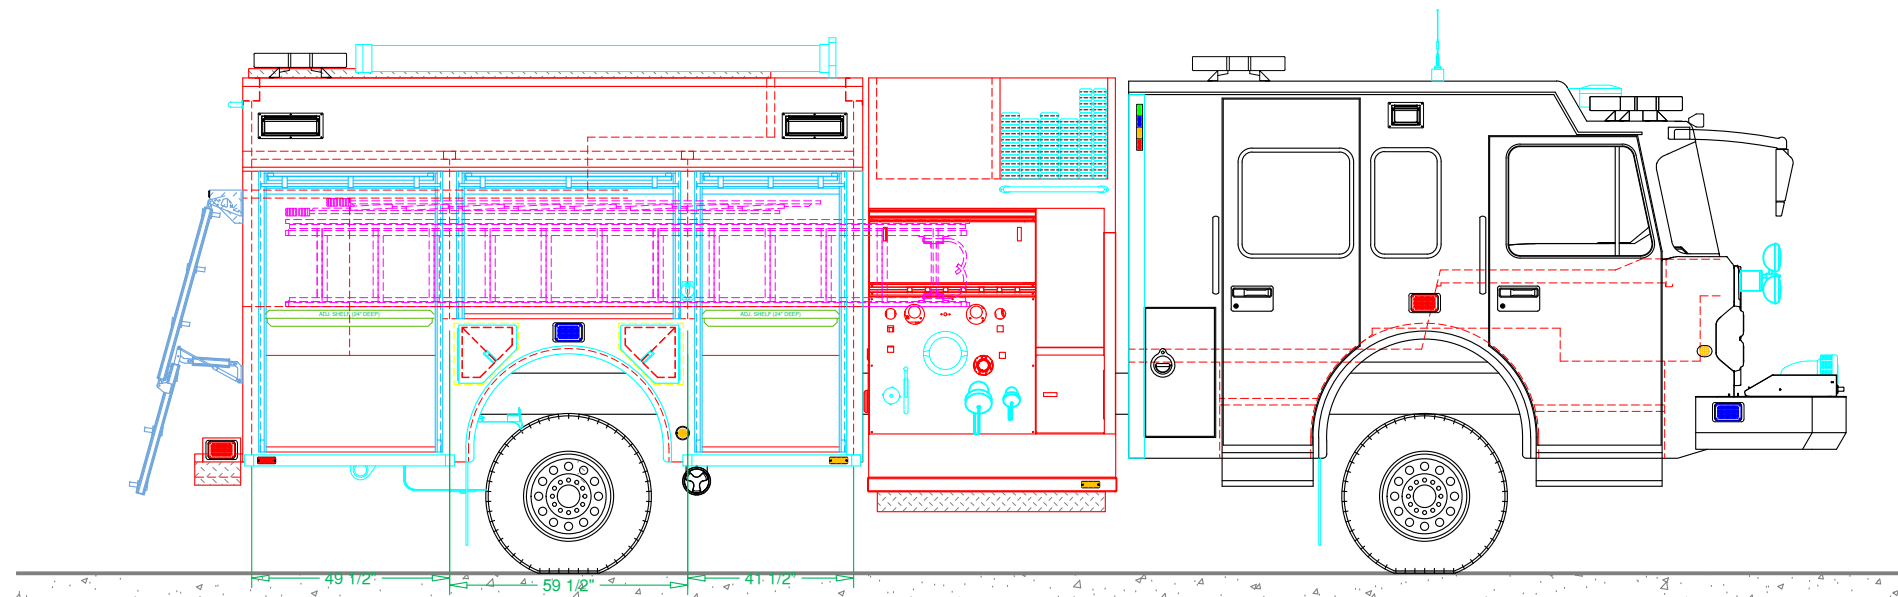 ADJ. SHELF (24" DEEP)
ADJ. SHELF (24" DEEP)
49 1/2"
59 1/2"
41 1/2"